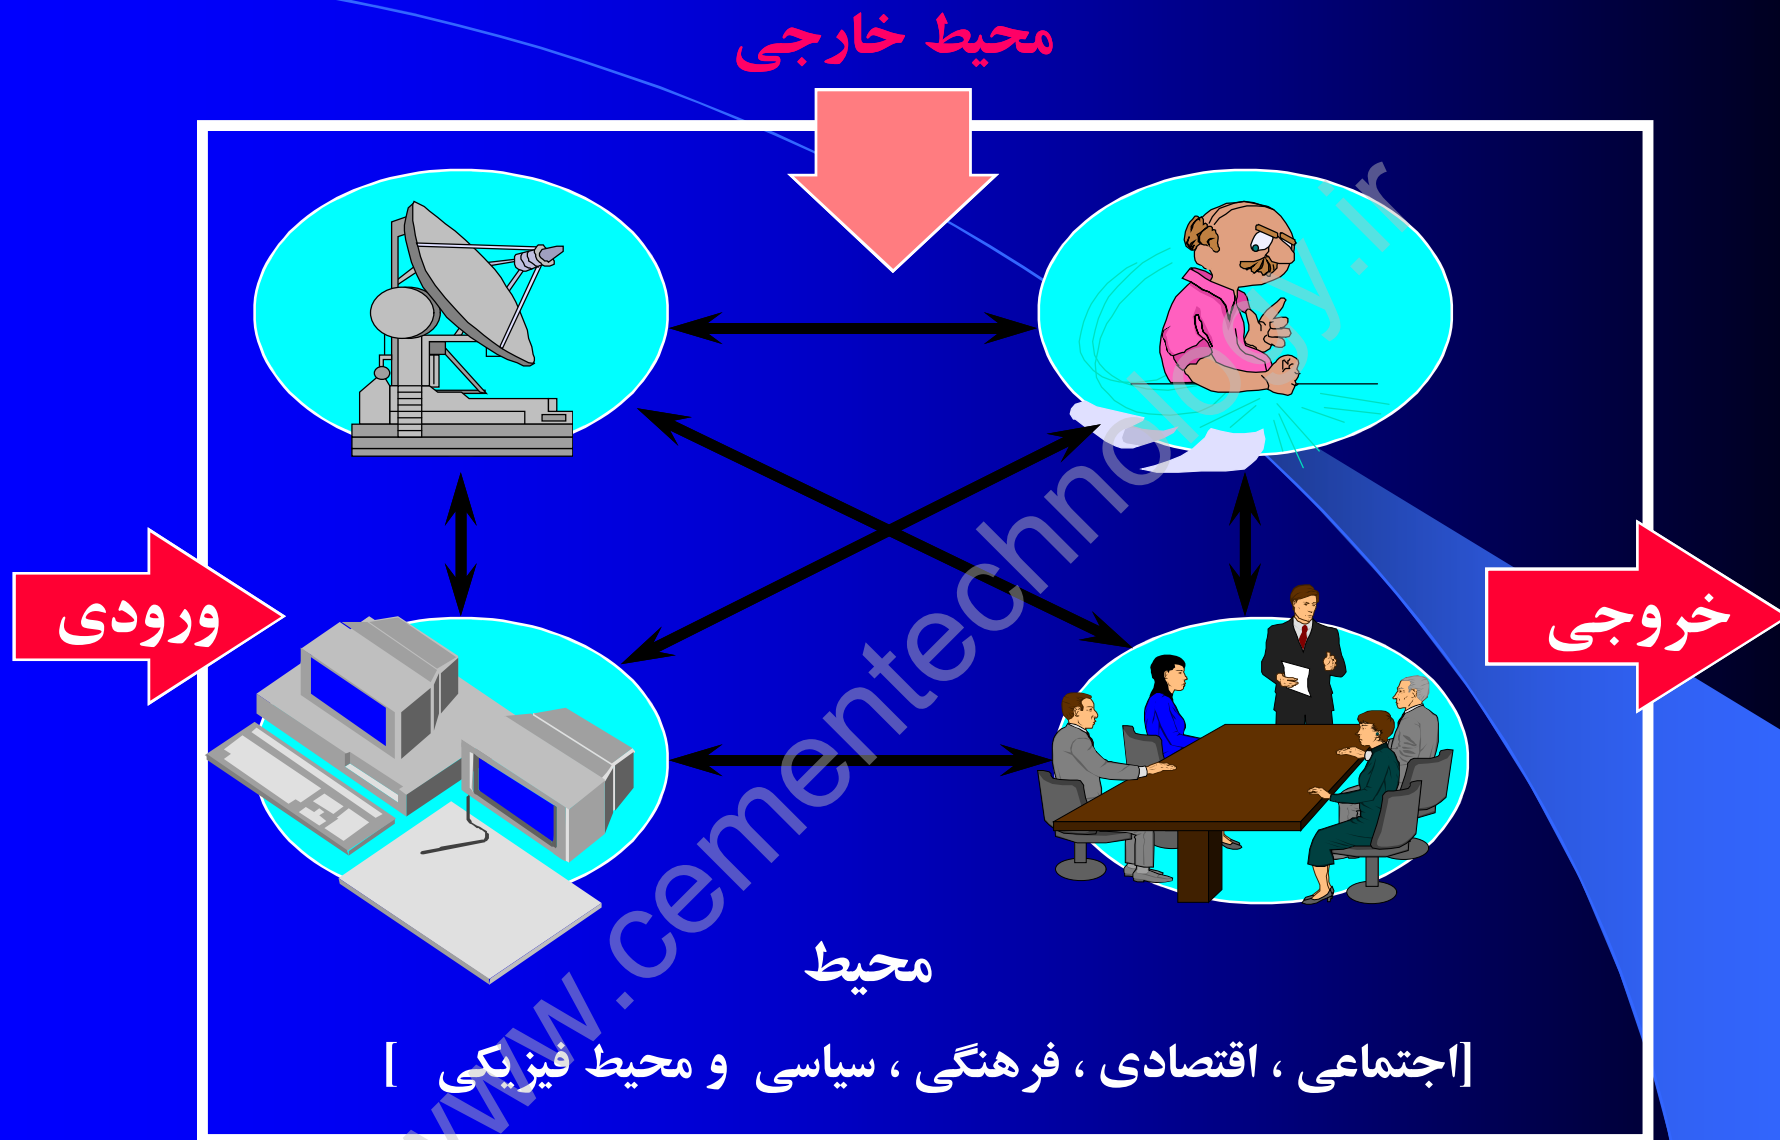 محیط خارجی
ورودی
خروجی
محیط
[اجتماعی ، اقتصادی ، فرهنگی ، سیاسی و محیط فیزیکی ]
www.cementechnology.ir